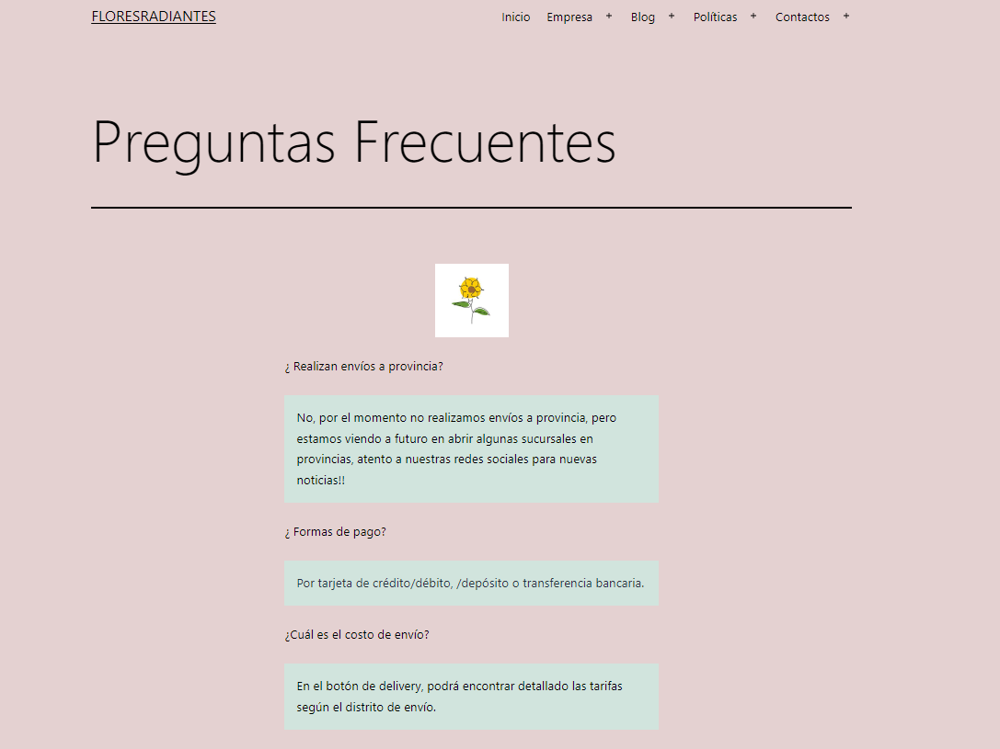 FLORESRADIANTES
Inicio Empresa + Blog + Políticas + Contactos +
Preguntas Frecuentes
¿ Realizan envíos a provincia?
No, por el momento no realizamos envíos a provincia, pero
estamos viendo a futuro en abrir algunas sucursales en
provincias, atento a nuestras redes sociales para nuevas
noticias!!
¿ Formas de pago?
Por tarjeta de crédito/débito, /depósito o transferencia bancaria.
¿Cuál es el costo de envío?
En el botón de delivery, podrá encontrar detallado las tarifas
según el distrito de envío.